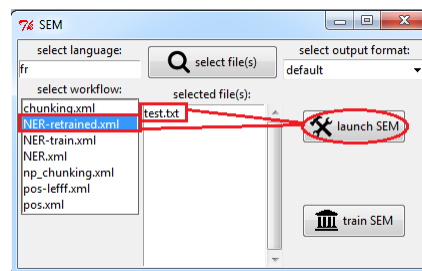 SEM
select language:
fr
select file(s)
select output format:
default
select workflow:
chunking.xml
NER-retrained.xml
NER-train.xml
NER.xml
np_chunking.xml
pos-lefff.xml
pos.xml
selected file(s):
test.txt
launch SEM
train SEM